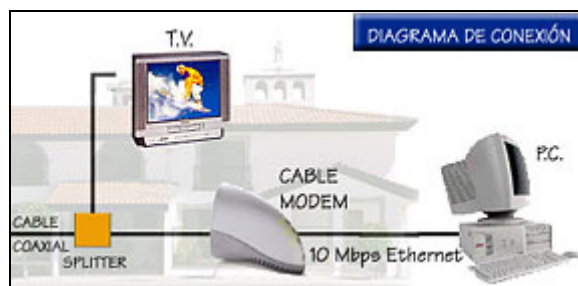 T.V.
DIAGRAMA DE CONEXIÓN
P.C.
CABLE
MODEM
CABLE
COAXIAL
SPLITTER
10 Mbps Ethernet